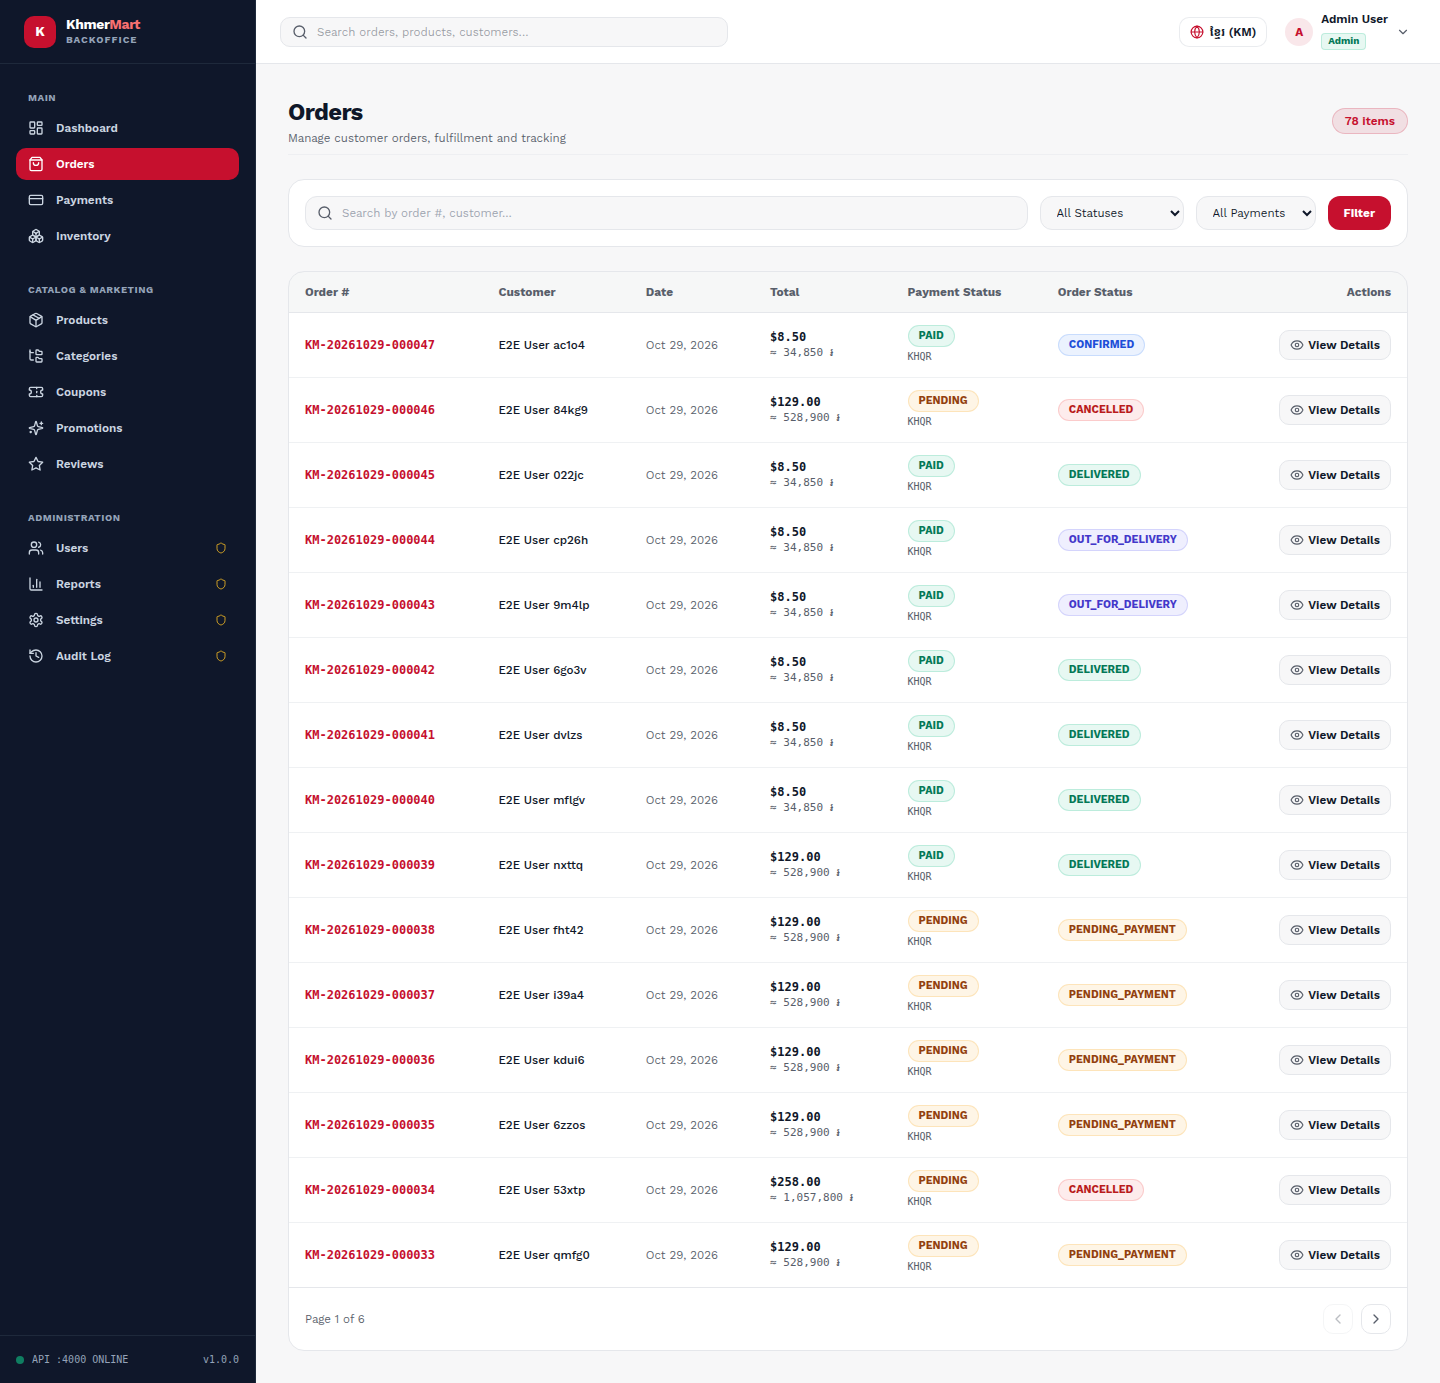 K
KhmerMart
BACKOFFICE
Search orders, products, customers...
ខ្មែរ (KM)
A
Admin User
Admin
MAIN
Dashboard
Orders
Payments
Inventory
CATALOG & MARKETING
Products
Categories
Coupons
Promotions
Reviews
ADMINISTRATION
Users
Reports
Settings
Audit Log
API :4000 ONLINE v1.0.0
Orders
Manage customer orders, fulfillment and tracking
78 items
Search by order #, customer...
All Statuses
All Payments
Filter
Order # Customer Date Total Payment Status Order Status Actions
KM-20261029-000047 E2E User ac1o4 Oct 29, 2026 $8.50 ≈ 34,850 ៛ PAID KHQR CONFIRMED View Details
KM-20261029-000046 E2E User 84kg9 Oct 29, 2026 $129.00 ≈ 528,900 ៛ PENDING KHQR CANCELLED View Details
KM-20261029-000045 E2E User 022jc Oct 29, 2026 $8.50 ≈ 34,850 ៛ PAID KHQR DELIVERED View Details
KM-20261029-000044 E2E User cp26h Oct 29, 2026 $8.50 ≈ 34,850 ៛ PAID KHQR OUT_FOR_DELIVERY View Details
KM-20261029-000043 E2E User 9m4lp Oct 29, 2026 $8.50 ≈ 34,850 ៛ PAID KHQR OUT_FOR_DELIVERY View Details
KM-20261029-000042 E2E User 6go3v Oct 29, 2026 $8.50 ≈ 34,850 ៛ PAID KHQR DELIVERED View Details
KM-20261029-000041 E2E User dvlzs Oct 29, 2026 $8.50 ≈ 34,850 ៛ PAID KHQR DELIVERED View Details
KM-20261029-000040 E2E User mflgv Oct 29, 2026 $8.50 ≈ 34,850 ៛ PAID KHQR DELIVERED View Details
KM-20261029-000039 E2E User nxttq Oct 29, 2026 $129.00 ≈ 528,900 ៛ PAID KHQR DELIVERED View Details
KM-20261029-000038 E2E User fht42 Oct 29, 2026 $129.00 ≈ 528,900 ៛ PENDING KHQR PENDING_PAYMENT View Details
KM-20261029-000037 E2E User i39a4 Oct 29, 2026 $129.00 ≈ 528,900 ៛ PENDING KHQR PENDING_PAYMENT View Details
KM-20261029-000036 E2E User kdui6 Oct 29, 2026 $129.00 ≈ 528,900 ៛ PENDING KHQR PENDING_PAYMENT View Details
KM-20261029-000035 E2E User 6zzos Oct 29, 2026 $129.00 ≈ 528,900 ៛ PENDING KHQR PENDING_PAYMENT View Details
KM-20261029-000034 E2E User 53xtp Oct 29, 2026 $258.00 ≈ 1,057,800 ៛ PENDING KHQR CANCELLED View Details
KM-20261029-000033 E2E User qmfg0 Oct 29, 2026 $129.00 ≈ 528,900 ៛ PENDING KHQR PENDING_PAYMENT View Details
Page 1 of 6